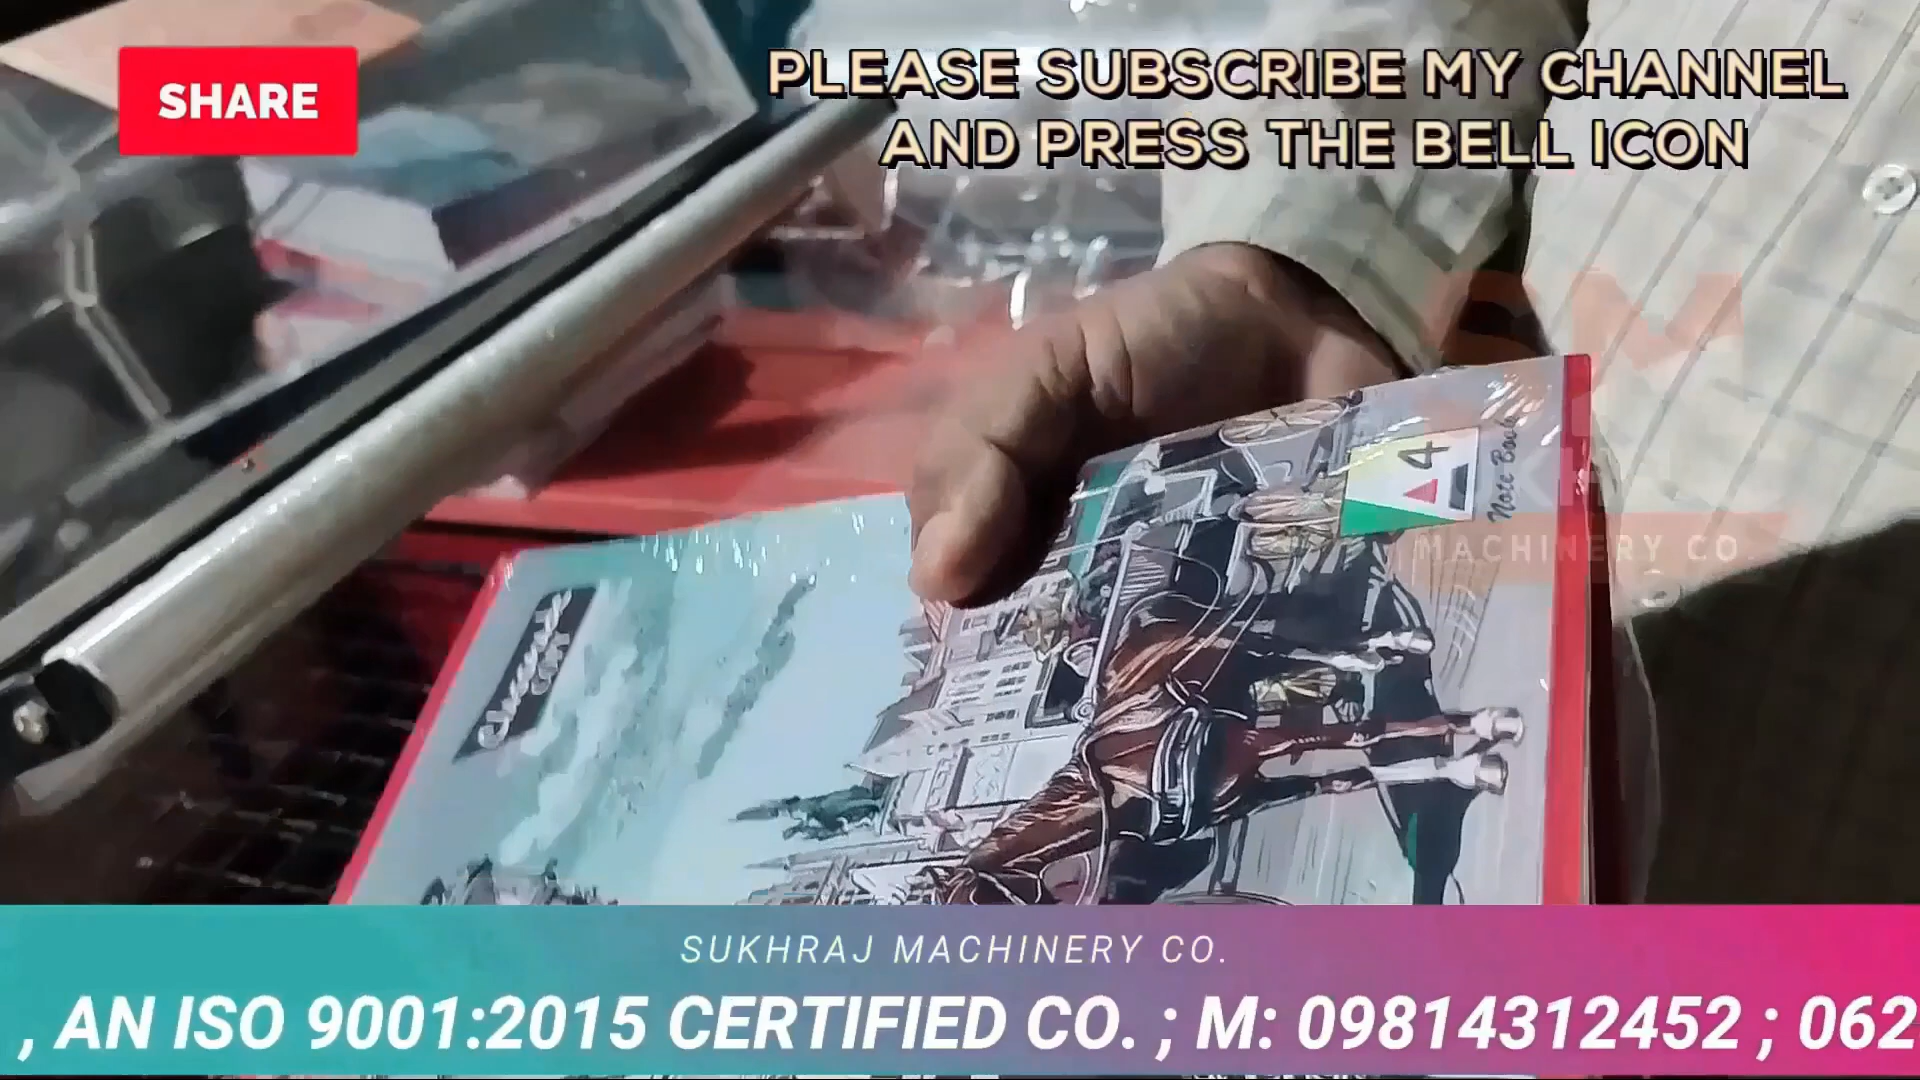 SHARE
PLEASE SUBSCRIBE MY CHANNEL
AND PRESS THE BELL ICON
A4
Note Book
MACHINERY CO.
SUKHRAJ MACHINERY CO.
, AN ISO 9001:2015 CERTIFIED CO. ; M: 09814312452 ; 062